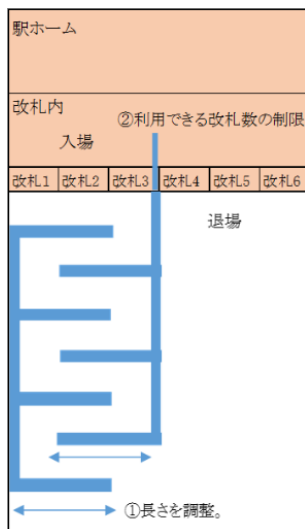 駅ホーム
改札内
②利用できる改札数の制限
入場
改札1 改札2 改札3 改札4 改札5 改札6
退場
①長さを調整。